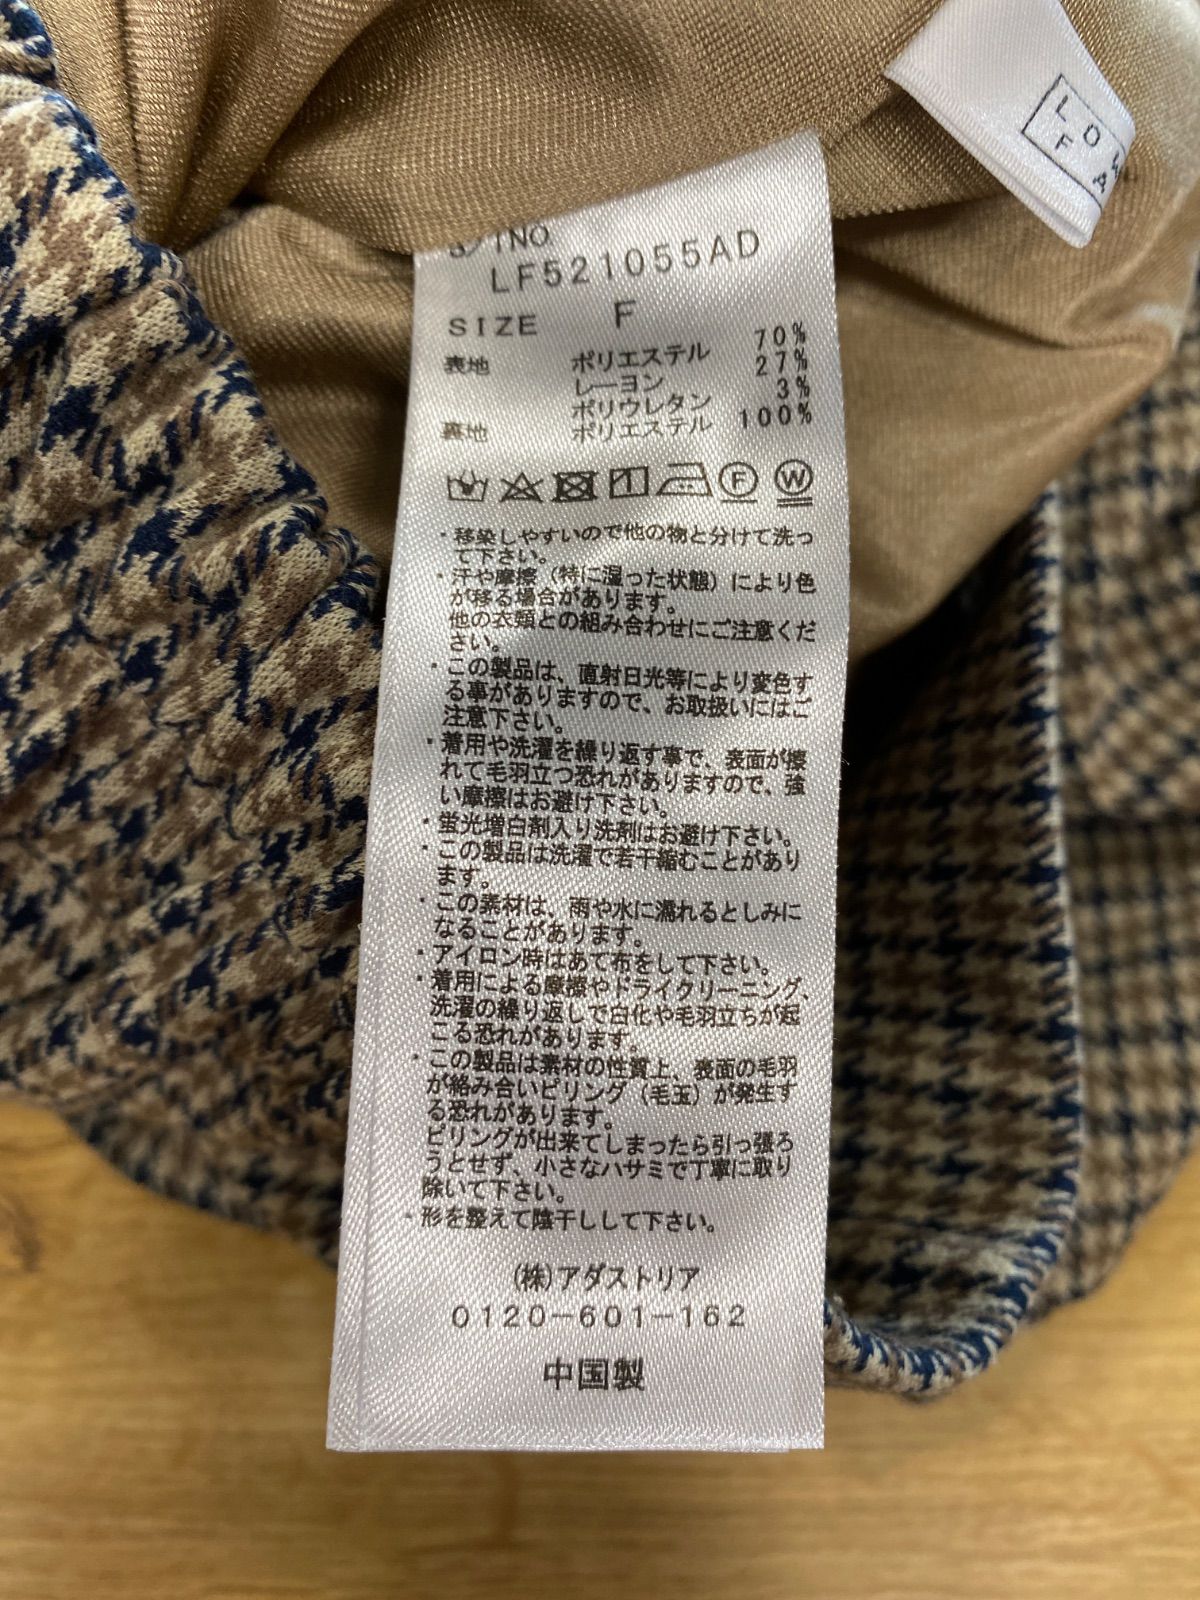 NO.
LF521055AD
SIZE F
表地 ポリエステル 70%
レーヨン 27%
ポリウレタン 3%
裏地 ポリエステル 100%
F W
・移染しやすいので他の物と分けて洗っ
て下さい。
・汗や摩擦(特に湿った状態)により色
が移る場合があります。
他の衣類との組み合わせにご注意くだ
さい。
・この製品は、直射日光等により変色す
る事がありますので、お取扱いにはご
注意下さい。
・着用や洗濯を繰り返す事で、表面が擦
れて毛羽立つ恐れがありますので、強
い摩擦はお避け下さい。
・蛍光増白剤入り洗剤はお避け下さい。
・この製品は洗濯で若干縮むことがあり
ます。
・この素材は、雨や水に濡れるとしみに
なることがあります。
・アイロン時はあて布をして下さい。
・着用による摩擦やドライクリーニング、
洗濯の繰り返しで白化や毛羽立ちが起
こる恐れがあります。
・この製品は素材の性質上、表面の毛羽
が絡み合いピリング(毛玉)が発生す
る恐れがあります。
ピリングが出来てしまったら引っ張ろ
うとせず、小さなハサミで丁寧に取り
除いて下さい。
・形を整えて陰干しして下さい。
(株)アダストリア
0120-601-162
中国製
L O
F A